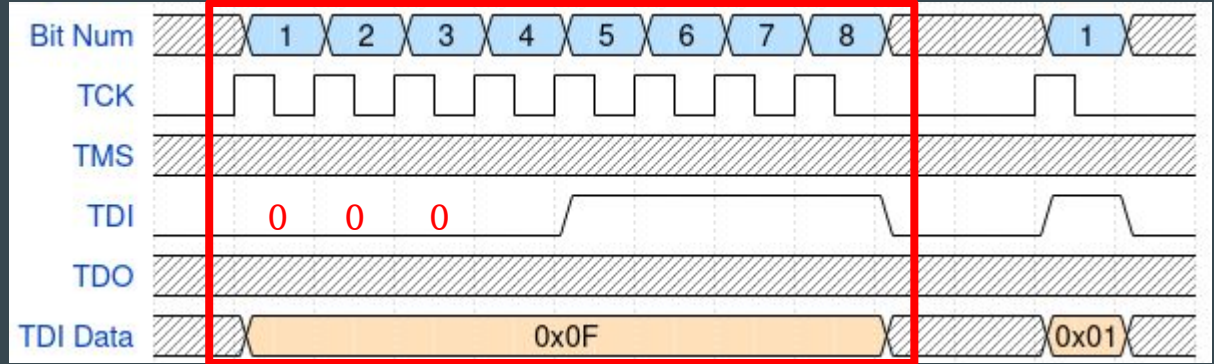 Bit Num 1 2 3 4 5 6 7 8 1
TCK
TMS
TDI 0 0 0
TDO
TDI Data 0x0F 0x01